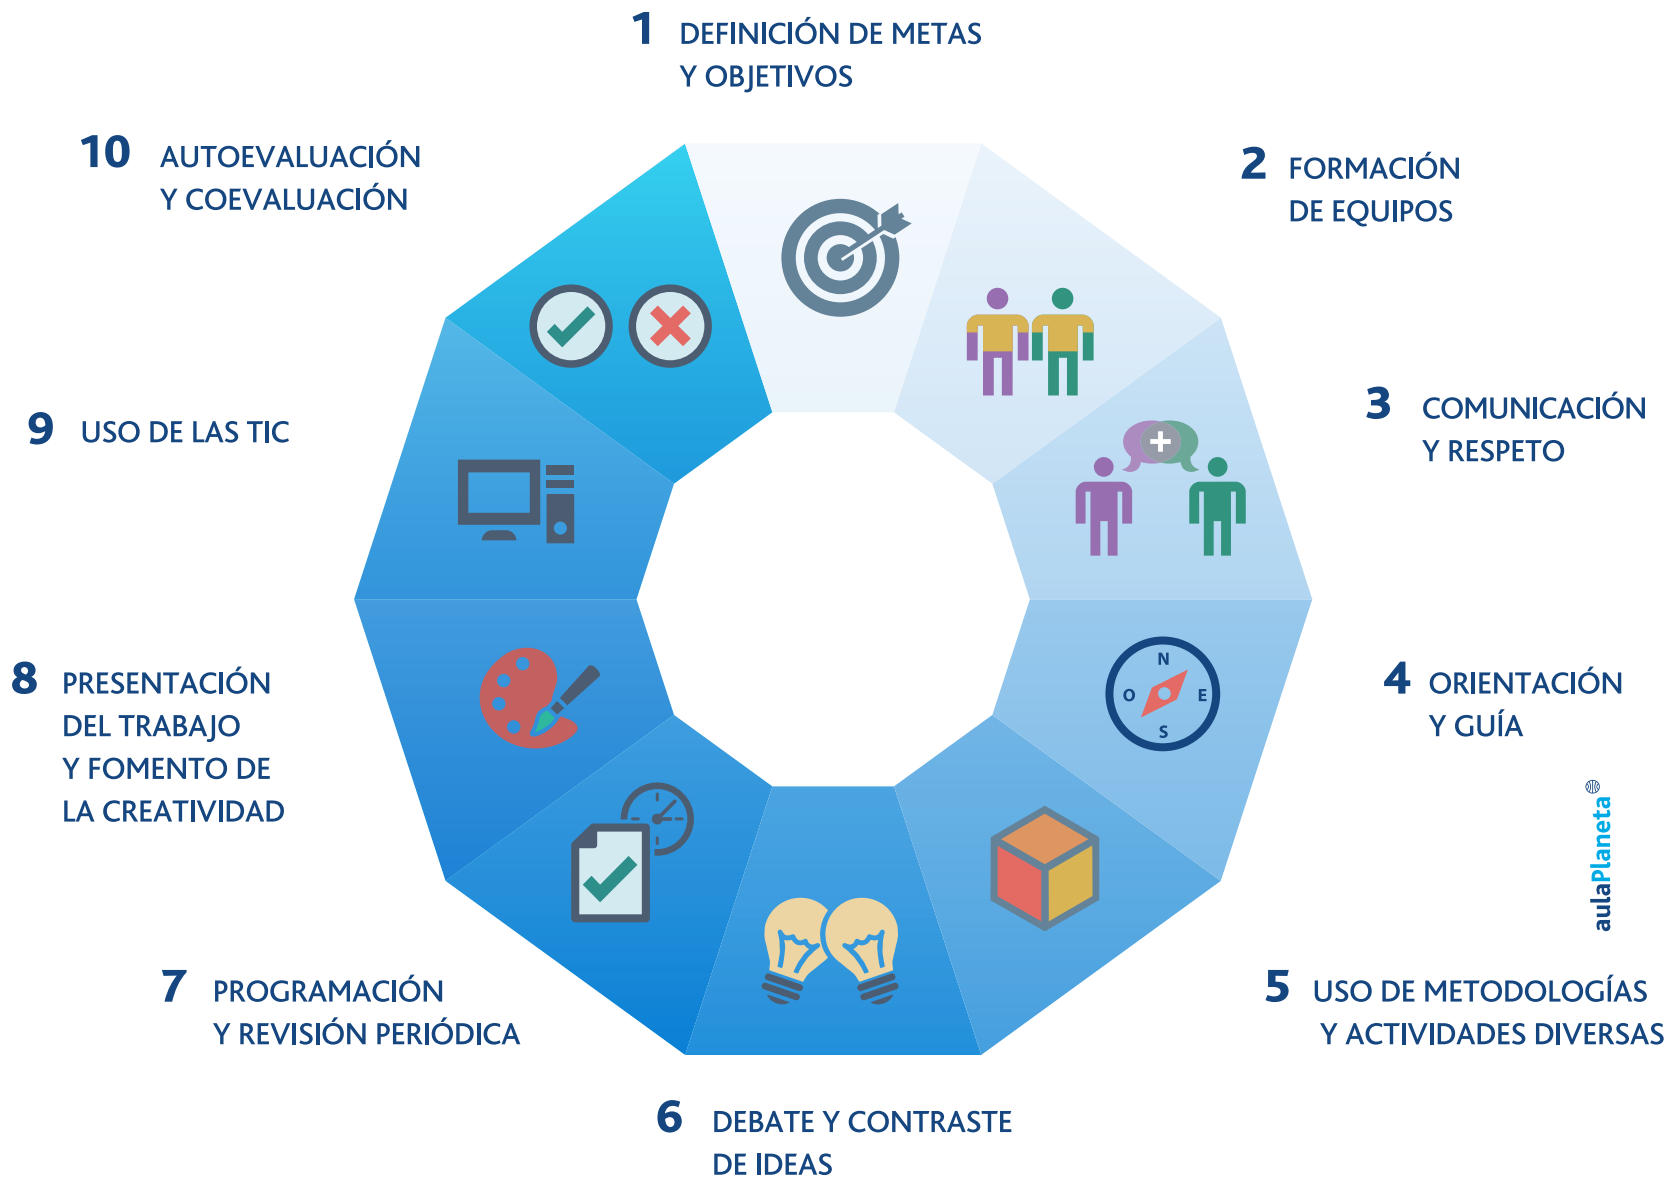 1 DEFINICIÓN DE METAS
Y OBJETIVOS
2 FORMACIÓN
DE EQUIPOS
3 COMUNICACIÓN
Y RESPETO
4 ORIENTACIÓN
Y GUÍA
5 USO DE METODOLOGÍAS
Y ACTIVIDADES DIVERSAS
6 DEBATE Y CONTRASTE
DE IDEAS
7 PROGRAMACIÓN
Y REVISIÓN PERIÓDICA
8 PRESENTACIÓN
DEL TRABAJO
Y FOMENTO DE
LA CREATIVIDAD
9 USO DE LAS TIC
10 AUTOEVALUACIÓN
Y COEVALUACIÓN
N
O E
S
aulaPlaneta